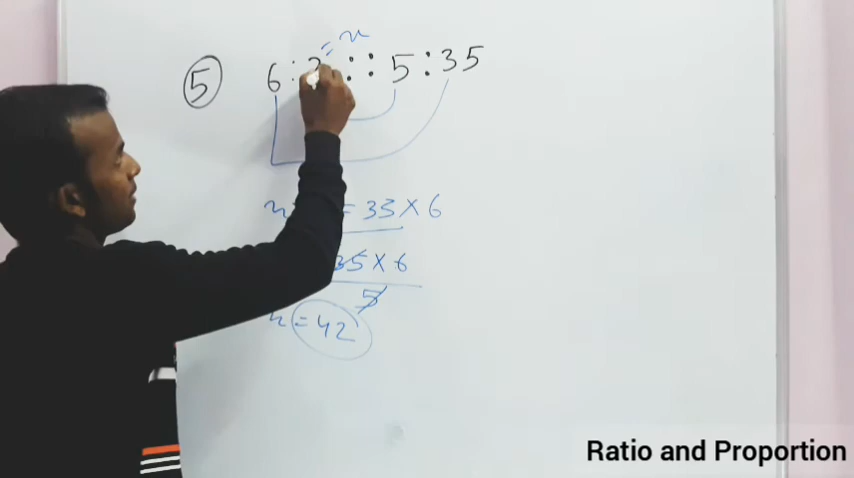 = x
5 6 : ? :: 5 : 35
= 35 × 6
35 × 6
5
x = 42
Ratio and Proportion